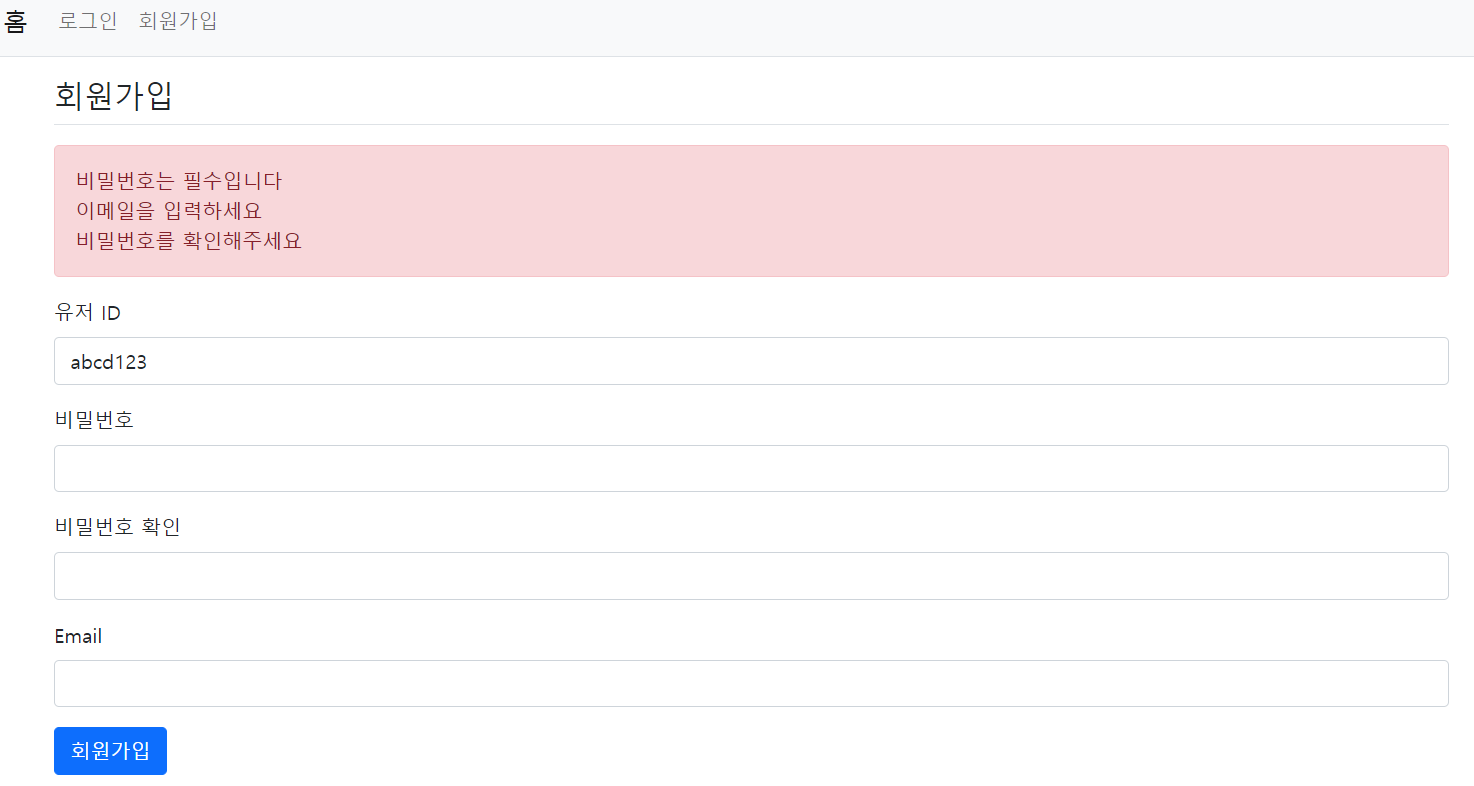 홈 로그인 회원가입
회원가입
비밀번호는 필수입니다
이메일을 입력하세요
비밀번호를 확인해주세요
유저 ID
abcd123
비밀번호
비밀번호 확인
Email
회원가입